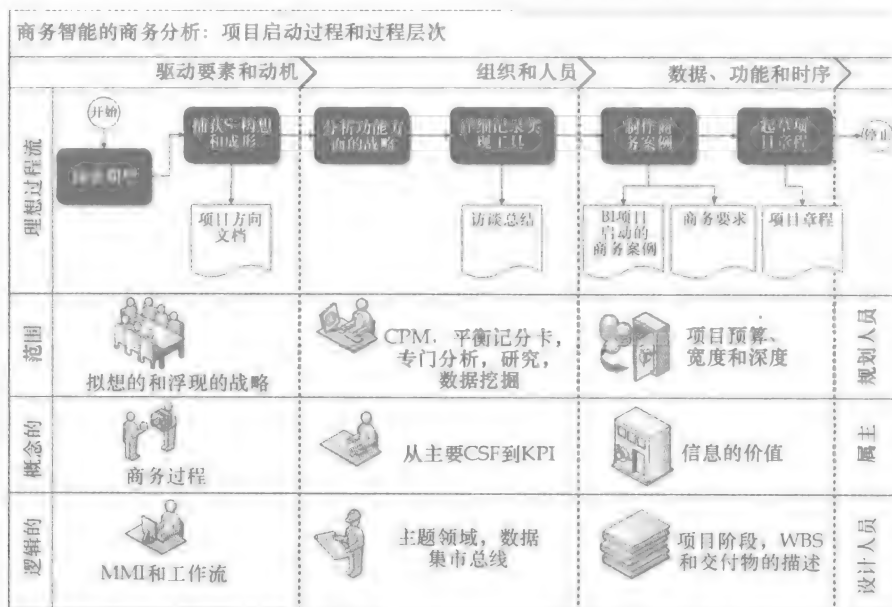 商务智能的商务分析：项目启动过程和过程层次
驱动要素和动机
组织和人员
数据、功能和时序
理想过程流
开始
捕获S-构想
和成形
分析功能方
面的战略
详细记录实
现工具
制作商
务案例
起草项
目章程
停止
项目方向
文档
访谈总结
BI项目
启动的
商务案例
商务要求
项目章程
范围
拟想的和浮现的战略
CPM，平衡记分卡，
专门分析，研究，
数据挖掘
项目预算、
宽度和深度
规划人员
概念的
商务过程
从主要CSF到KPI
信息的价值
属主
逻辑的
MMI和工作流
主题领域，数据
集市总线
项目阶段，WBS
和交付物的描述
设计人员